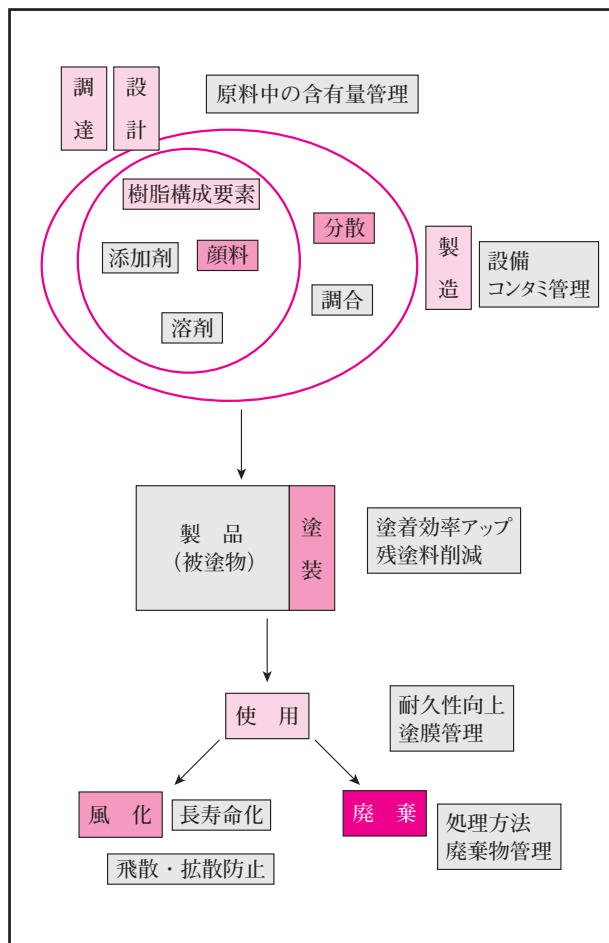 調達
設計
原料中の含有量管理
樹脂構成要素
分散
添加剤
顔料
製造
設備
コンタミ管理
調合
溶剤
製　品
（被塗物）
塗装
塗着効率アップ
残塗料削減
使　用
耐久性向上
塗膜管理
風　化
長寿命化
廃　棄
処理方法
廃棄物管理
飛散・拡散防止